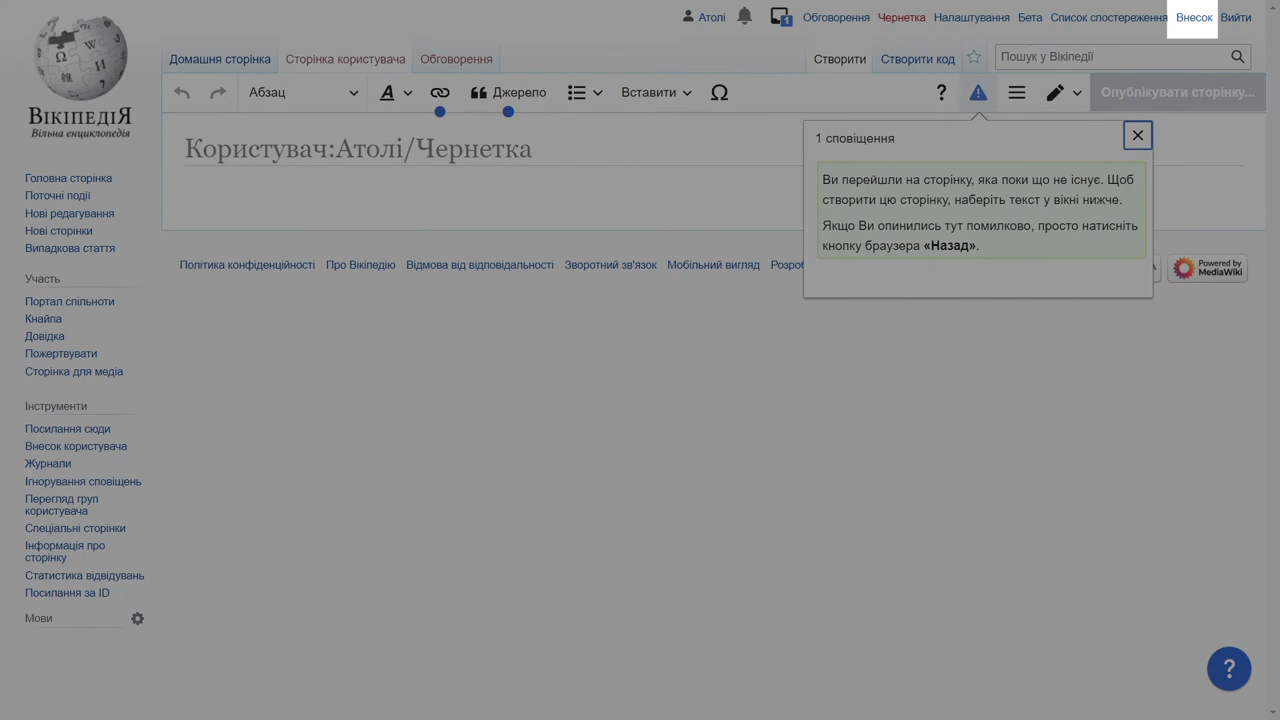 Атолі
1
Обговорення
Чернетка
Налаштування
Бета
Список спостереження
Внесок
Вийти
ВІКІПЕДІЯ
Вільна енциклопедія
Домашня сторінка
Сторінка користувача
Обговорення
Створити
Створити код
Пошук у Вікіпедії
Абзац
A
Джерело
Вставити
Ω
?
Опублікувати сторінку...
Користувач:Атолі/Чернетка
1 сповіщення
Ви перейшли на сторінку, яка поки що не існує. Щоб
створити цю сторінку, наберіть текст у вікні нижче.
Якщо Ви опинились тут помилково, просто натисніть
кнопку браузера «Назад».
Головна сторінка
Поточні події
Нові редагування
Нові сторінки
Випадкова стаття
Участь
Портал спільноти
Кнайпа
Довідка
Пожертвувати
Сторінка для медіа
Інструменти
Посилання сюди
Внесок користувача
Журнали
Ігнорування сповіщень
Перегляд груп
користувача
Спеціальні сторінки
Інформація про
сторінку
Статистика відвідувань
Посилання за ID
Мови
Політика конфіденційності
Про Вікіпедію
Відмова від відповідальності
Зворотний зв'язок
Мобільний вигляд
Розроб
Powered by
MediaWiki
?